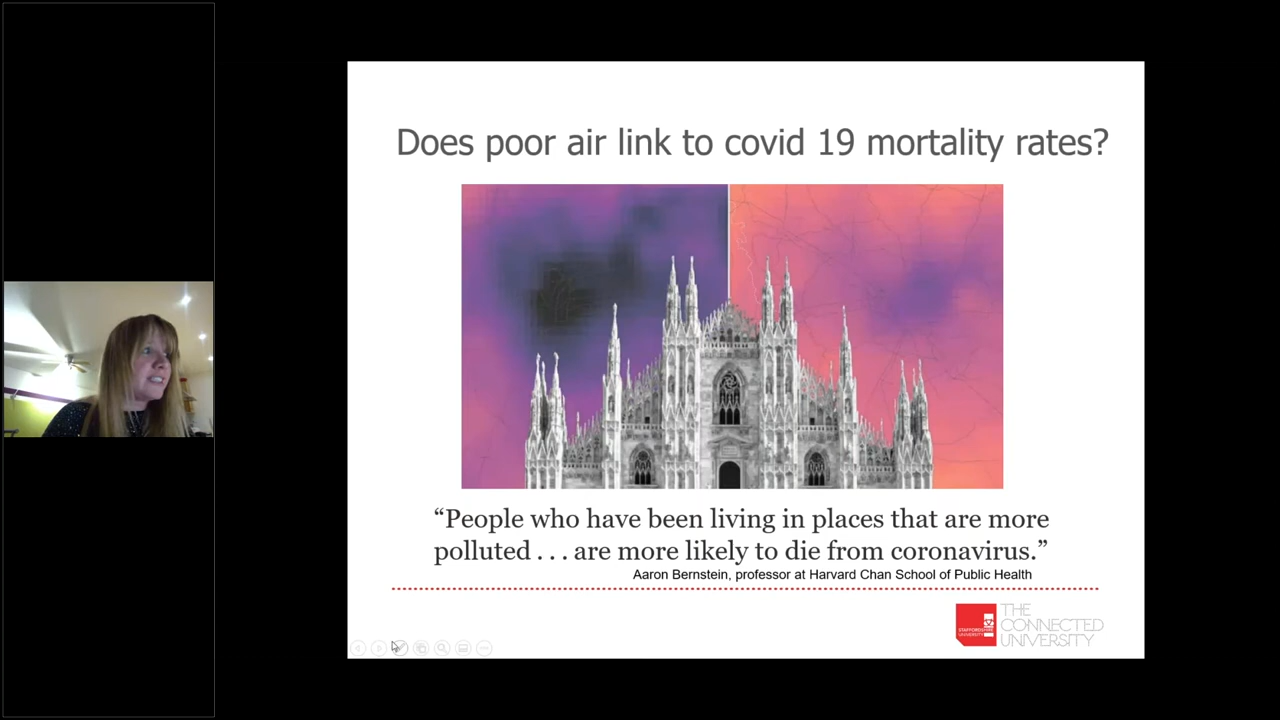 Does poor air link to covid 19 mortality rates?
“People who have been living in places that are more
polluted . . . are more likely to die from coronavirus.”
Aaron Bernstein, professor at Harvard Chan School of Public Health
STAFFORDSHIRE
UNIVERSITY
THE
CONNECTED
UNIVERSITY